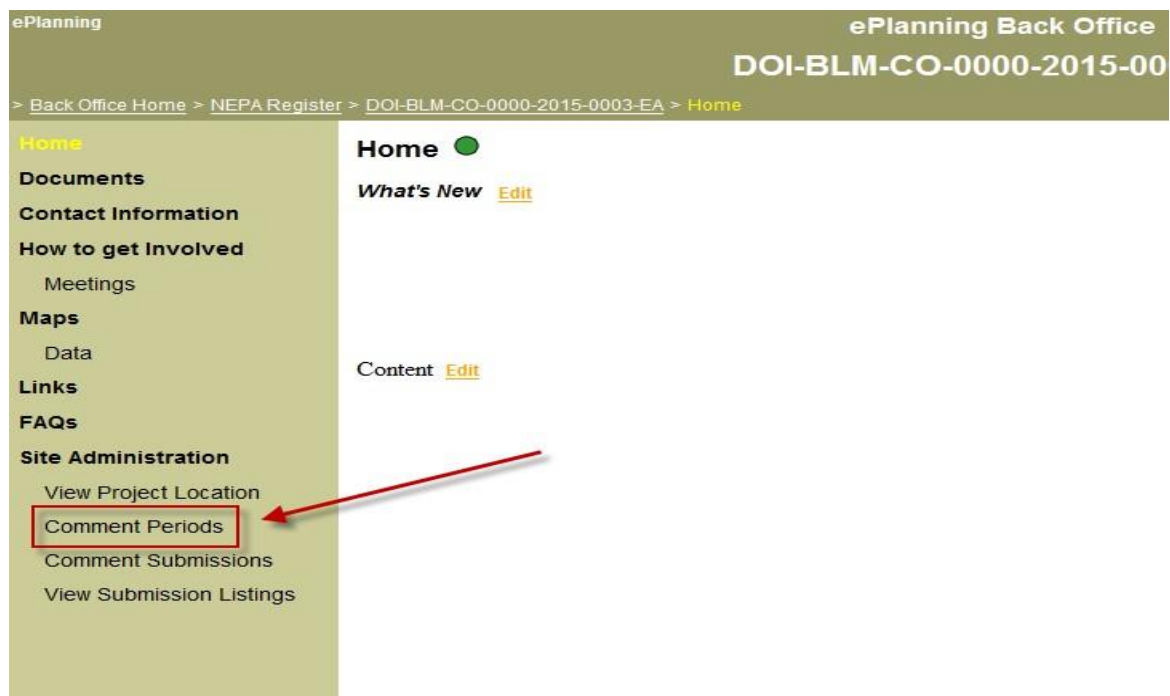 ePlanning
ePlanning Back Office
DOI-BLM-CO-0000-2015-00
> Back Office Home > NEPA Register > DOI-BLM-CO-0000-2015-0003-EA > Home
Home
Documents
Contact Information
How to get Involved
Meetings
Maps
Data
Links
FAQs
Site Administration
View Project Location
Comment Periods
Comment Submissions
View Submission Listings
Home
What's New Edit
Content Edit